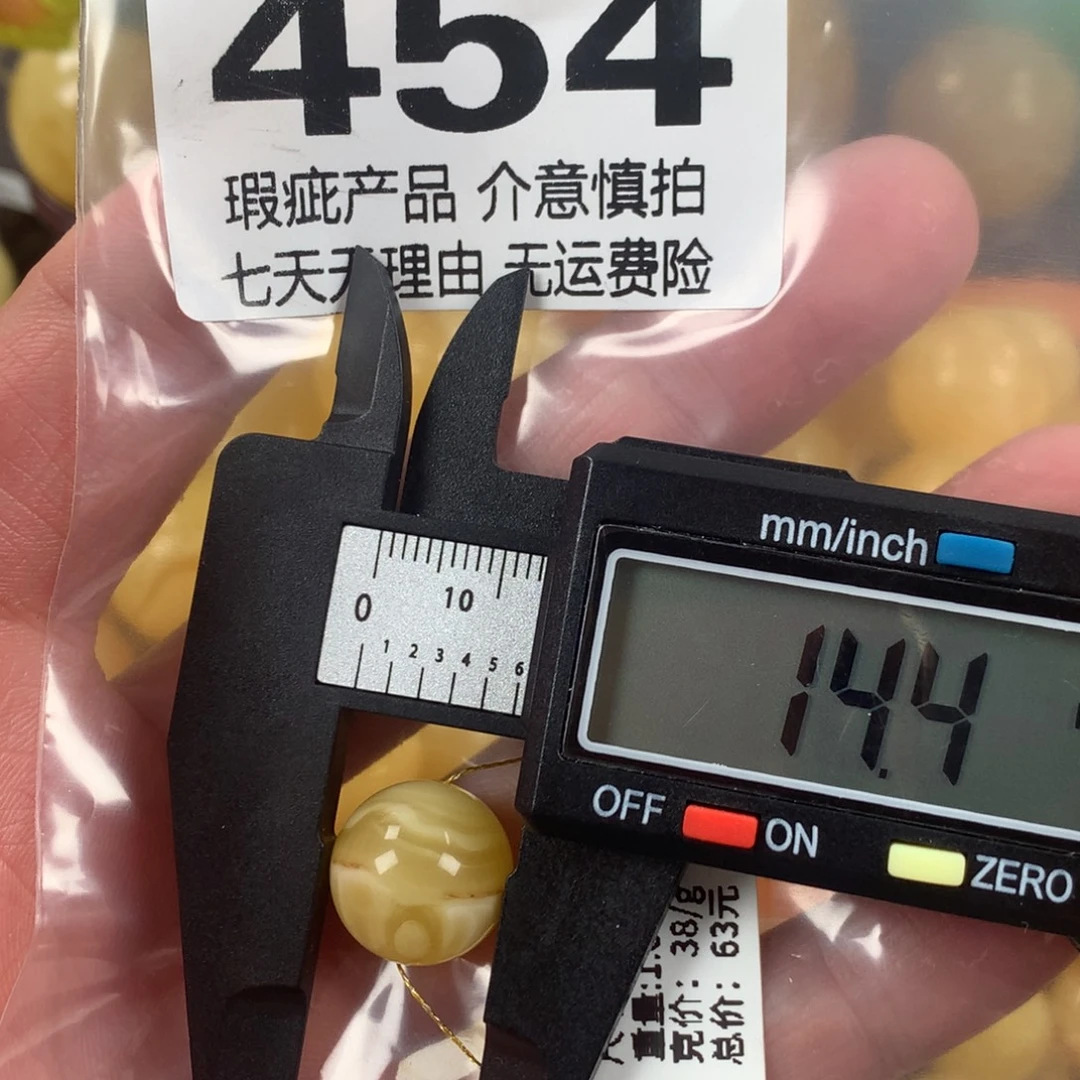 454
瑕疵产品 介意慎拍
七天无理由 无运费险
mm/inch
0 10
1 2 3 4 5 6
14.4
OFF ON ZERO
克价: 38/g
总价: 63元